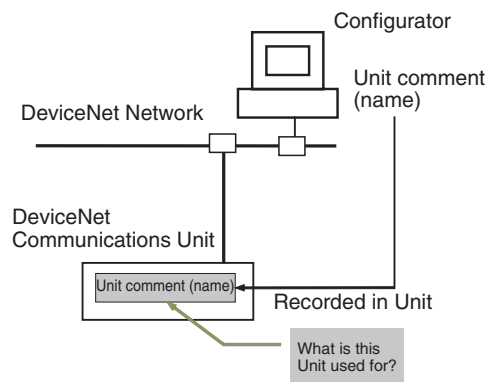 Configurator
Unit comment
(name)
DeviceNet Network
DeviceNet
Communications Unit
Unit comment (name)
Recorded in Unit
What is this
Unit used for?